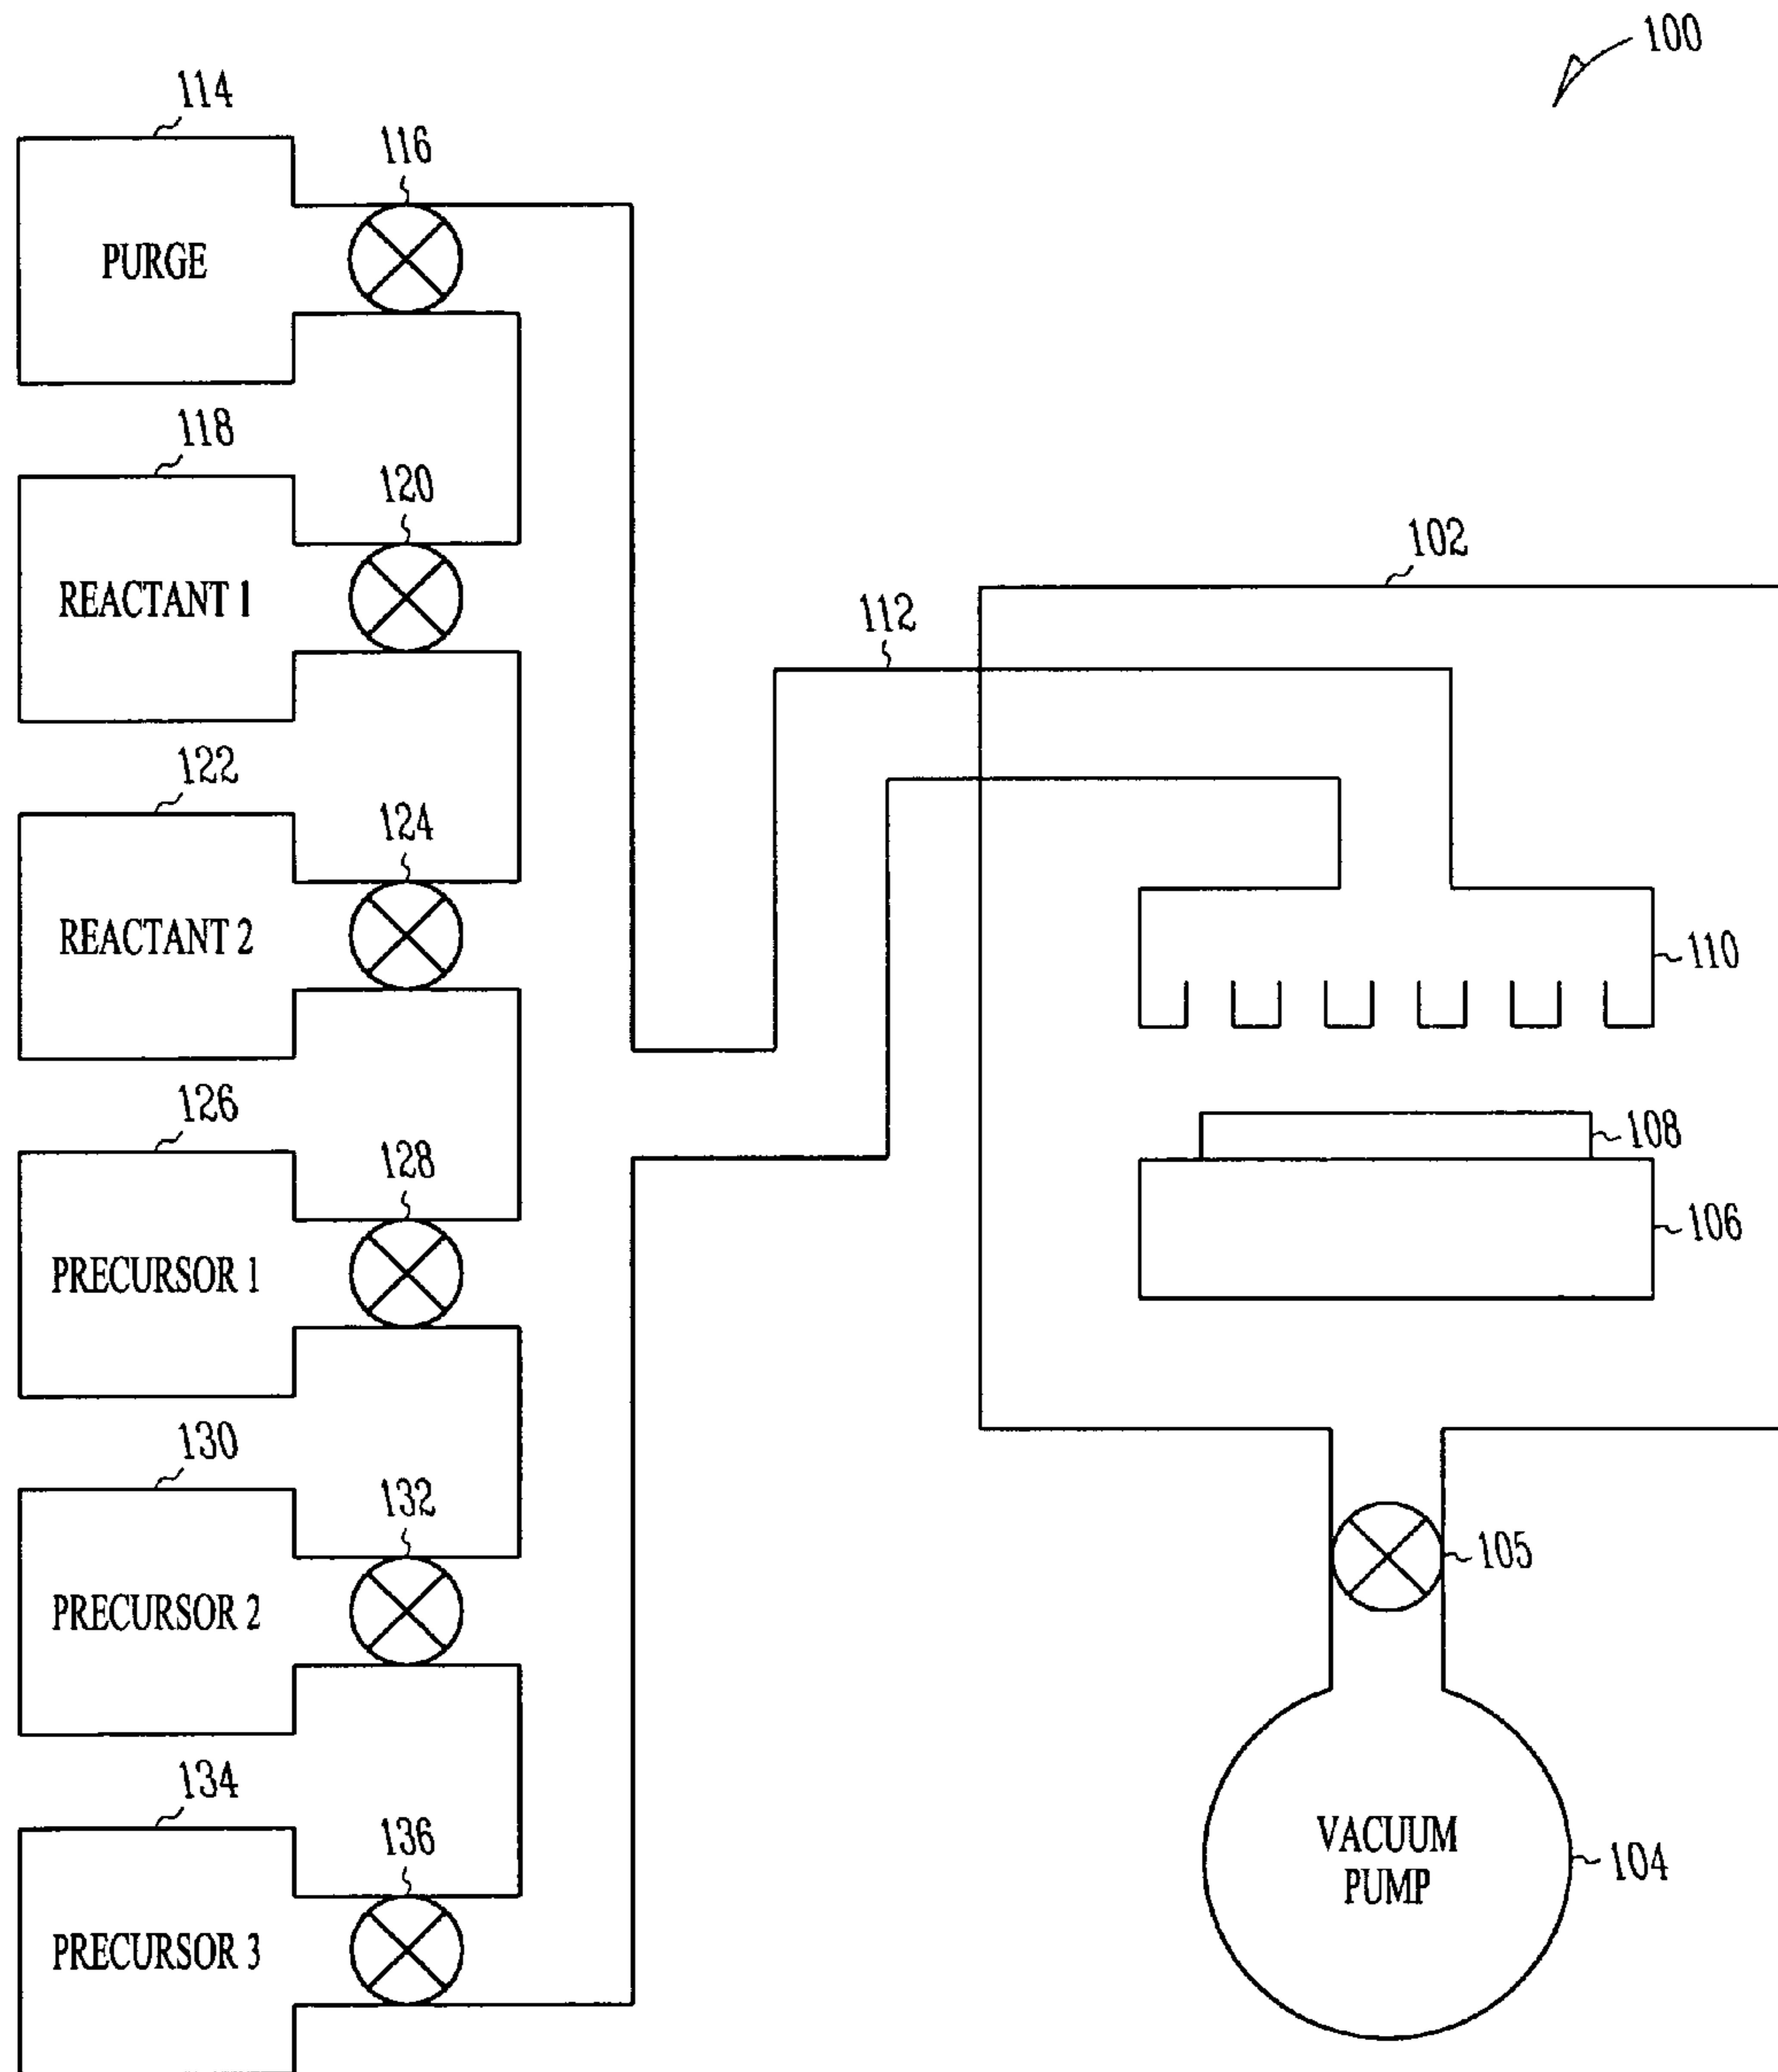 100
114
116
PURGE
118
120
REACTANT 1
102
112
122
124
REACTANT 2
110
126
128
108
106
PRECURSOR 1
130
132
105
PRECURSOR 2
134
136
VACUUM
PUMP
104
PRECURSOR 3